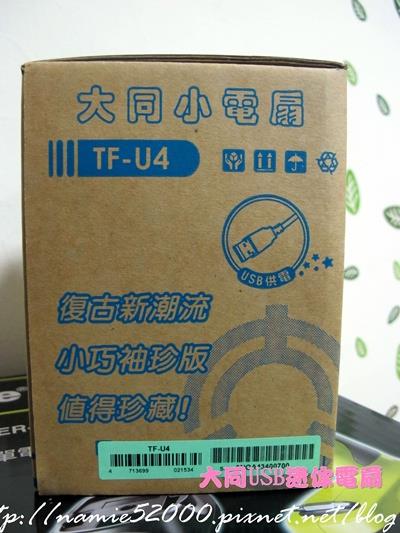 大同小電扇
TF-U4
USB供電
復古新潮流
小巧袖珍版
值得珍藏!
TF-U4
4 713699 021534
大同USB迷你電扇
http://namie52000.pixnet.net/blog